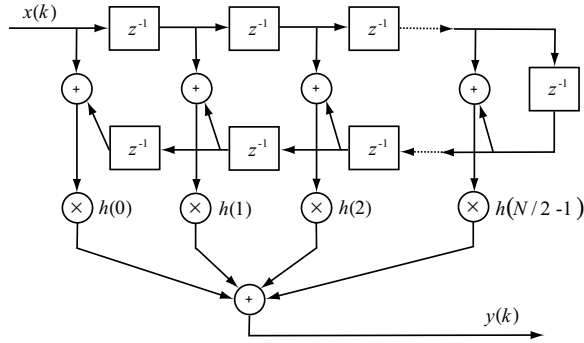 x(k)
z⁻¹ z⁻¹ z⁻¹
+ + + + z⁻¹
z⁻¹ z⁻¹ z⁻¹
× h(0) × h(1) × h(2) × h(N/2-1)
+
y(k)